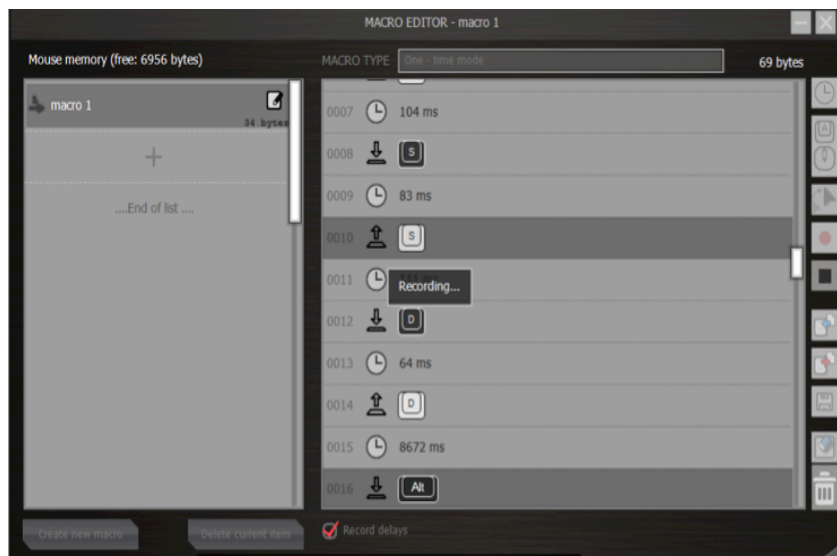 MACRO EDITOR - macro 1
Mouse memory (free: 6956 bytes)
MACRO TYPE One - time mode 69 bytes
macro 1
34 bytes
....End of list ....
0007 104 ms
0008 S
0009 83 ms
0010 S
0011 ms
Recording...
0012 D
0013 64 ms
0014 D
0015 8672 ms
0016 Alt
Create new macro Delete current item Record delays